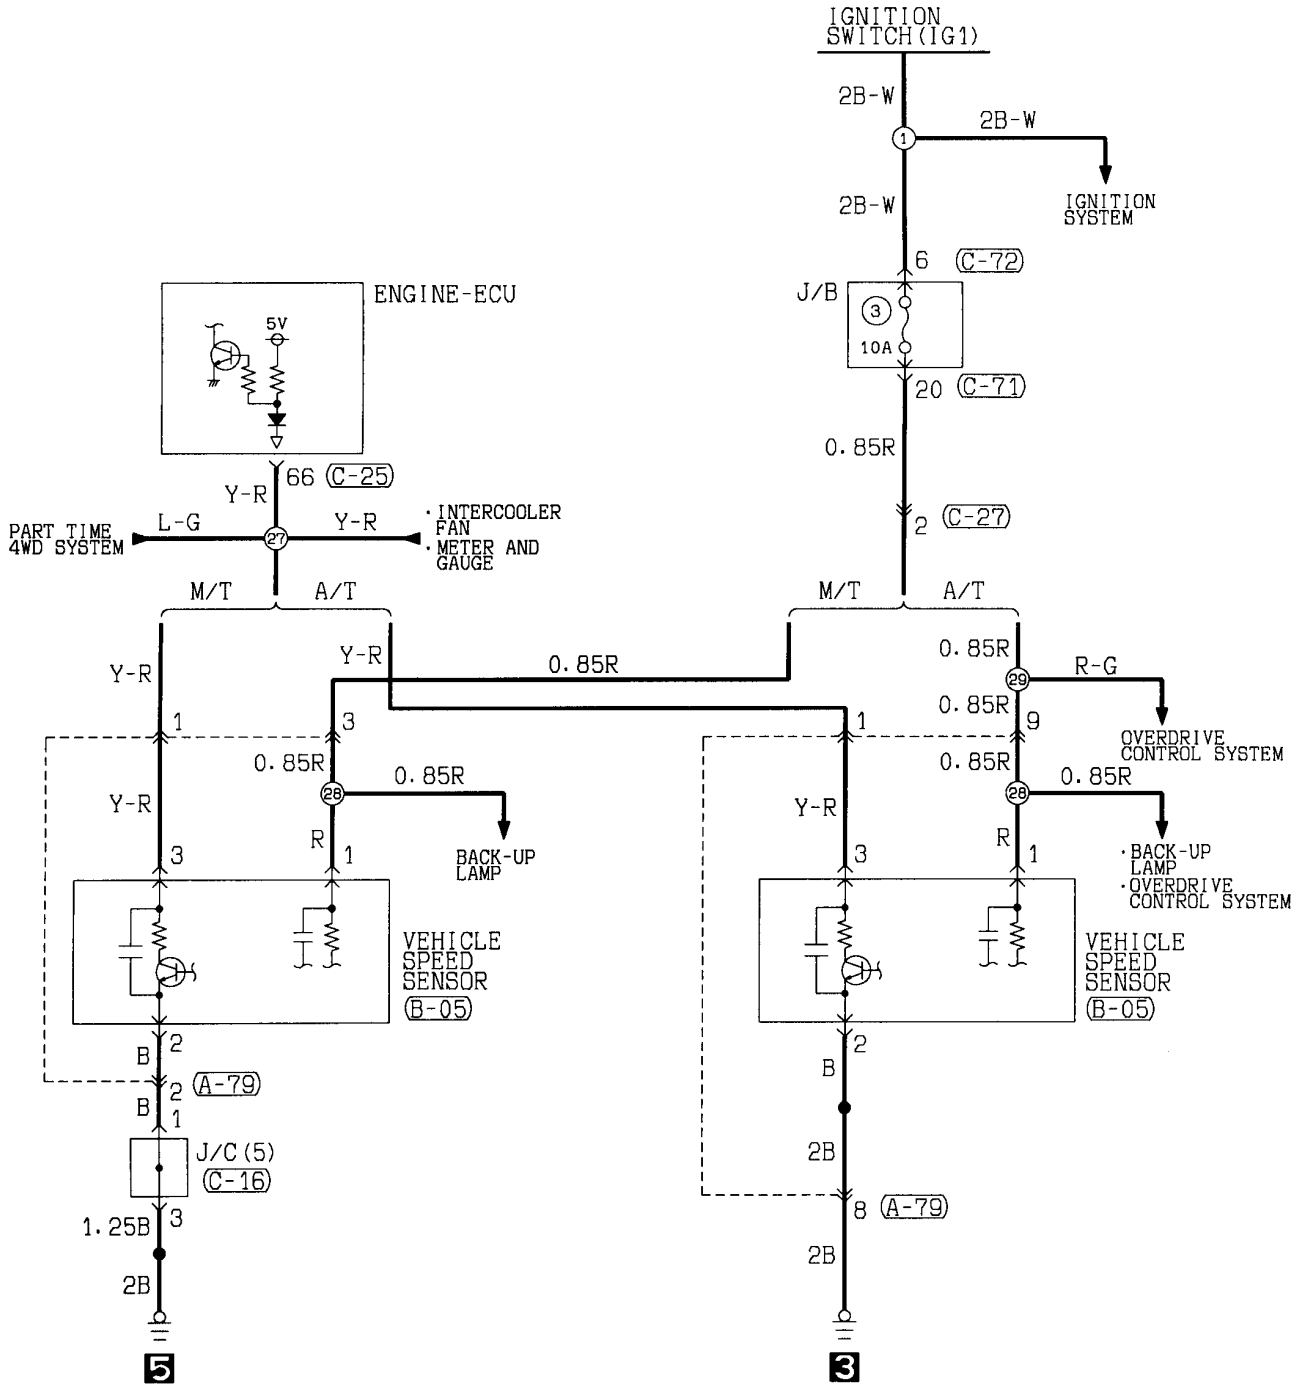 IGNITION
SWITCH(IG1)
2B-W
2B-W
1
2B-W
IGNITION
SYSTEM
6 C-72
J/B
3
10A
20 C-71
0.85R
2 C-27
ENGINE-ECU
5V
66 C-25
Y-R
L-G
Y-R
27
PART TIME
4WD SYSTEM
· INTERCOOLER
FAN
· METER AND
GAUGE
M/T A/T
M/T A/T
Y-R
Y-R
0.85R
0.85R
29
R-G
0.85R
OVERDRIVE
CONTROL SYSTEM
1
3
1
9
0.85R
0.85R
28
Y-R
R
BACK-UP
LAMP
0.85R
0.85R
28
Y-R
R
· BACK-UP
LAMP
· OVERDRIVE
CONTROL SYSTEM
3
1
3
1
VEHICLE
SPEED
SENSOR
B-05
VEHICLE
SPEED
SENSOR
B-05
2
B
2 A-79
B
1
J/C(5)
C-16
3
1.25B
2B
5
2
B
2B
8 A-79
2B
3